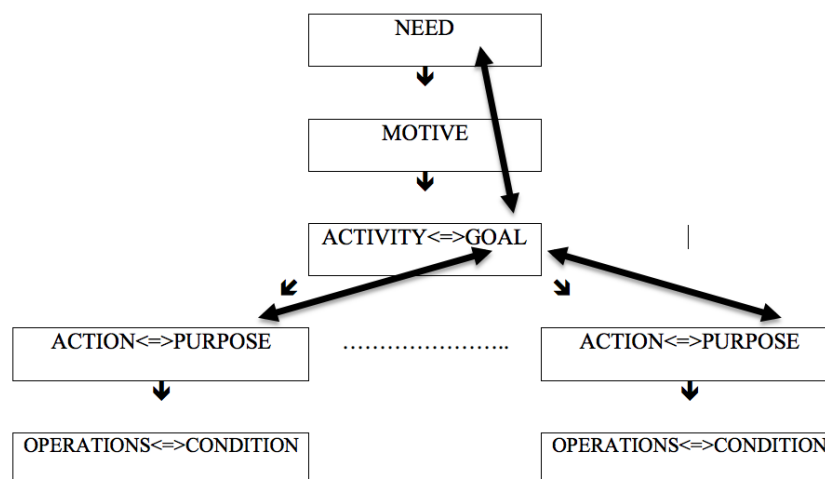 NEED
MOTIVE
ACTIVITY<=>GOAL
ACTION<=>PURPOSE
…………………..
ACTION<=>PURPOSE
OPERATIONS<=>CONDITION
OPERATIONS<=>CONDITION